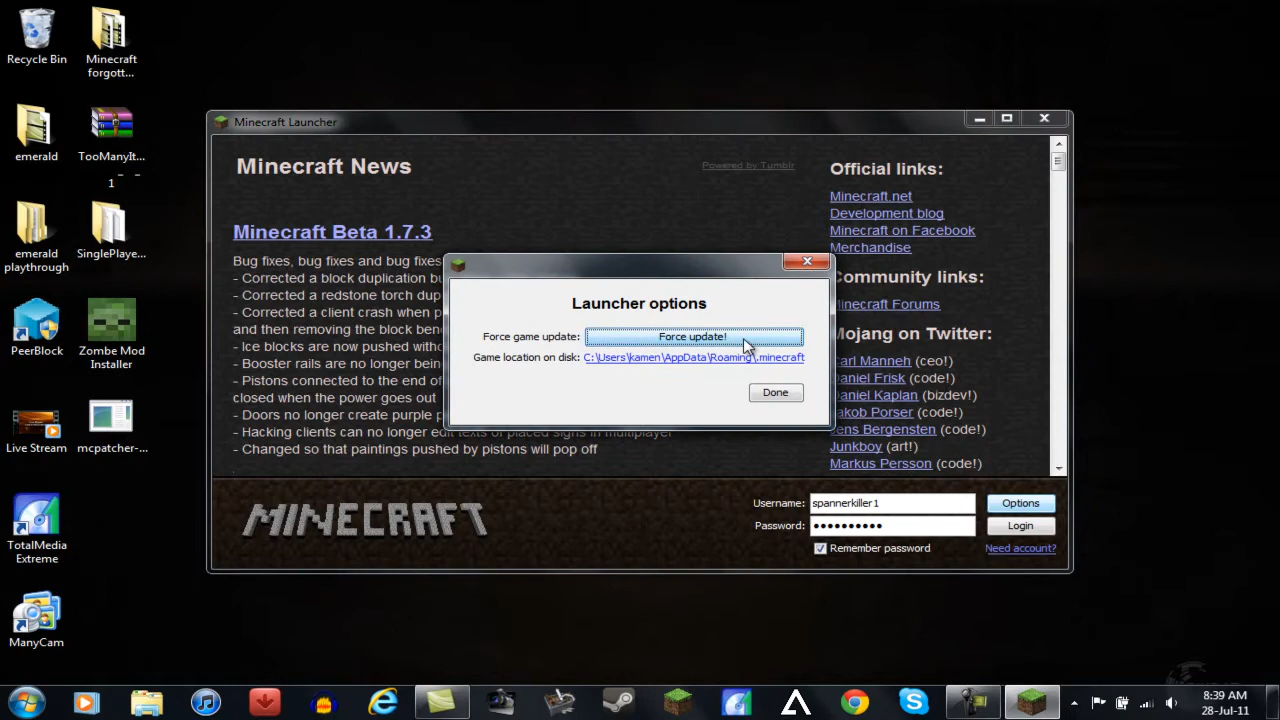 Recycle Bin
Minecraft
forgott...
emerald
TooManyIt...
1
emerald
playthrough
SinglePlaye...
PeerBlock
Zombe Mod
Installer
Live Stream
mcpatcher-...
TotalMedia
Extreme
ManyCam
Minecraft Launcher
Minecraft News
Powered by Tumblr
Minecraft Beta 1.7.3
Bug fixes, bug fixes and bug fixes
- Corrected a block duplication bu
- Corrected a redstone torch dup
- Corrected a client crash when p
and then removing the block ben
- Ice blocks are now pushed witho
- Booster rails are no longer being
- Pistons connected to the end of
closed when the power goes out
- Doors no longer create purple p
- Hacking clients can no longer edit texts of placed signs in multiplayer
- Changed so that paintings pushed by pistons will pop off
Official links:
Minecraft.net
Development blog
Minecraft on Facebook
Merchandise
Community links:
Minecraft Forums
Mojang on Twitter:
Carl Manneh (ceo!)
Daniel Frisk (code!)
Daniel Kaplan (bizdev!)
Jakob Porser (code!)
Jens Bergensten (code!)
Junkboy (art!)
Markus Persson (code!)
Launcher options
Force game update: Force update!
Game location on disk: C:\Users\kamen\AppData\Roaming\.minecraft
Done
MINECRAFT
Username: spannerkiller1 Options
Password: ●●●●●●●●●● Login
Remember password Need account?
8:39 AM
28-Jul-11